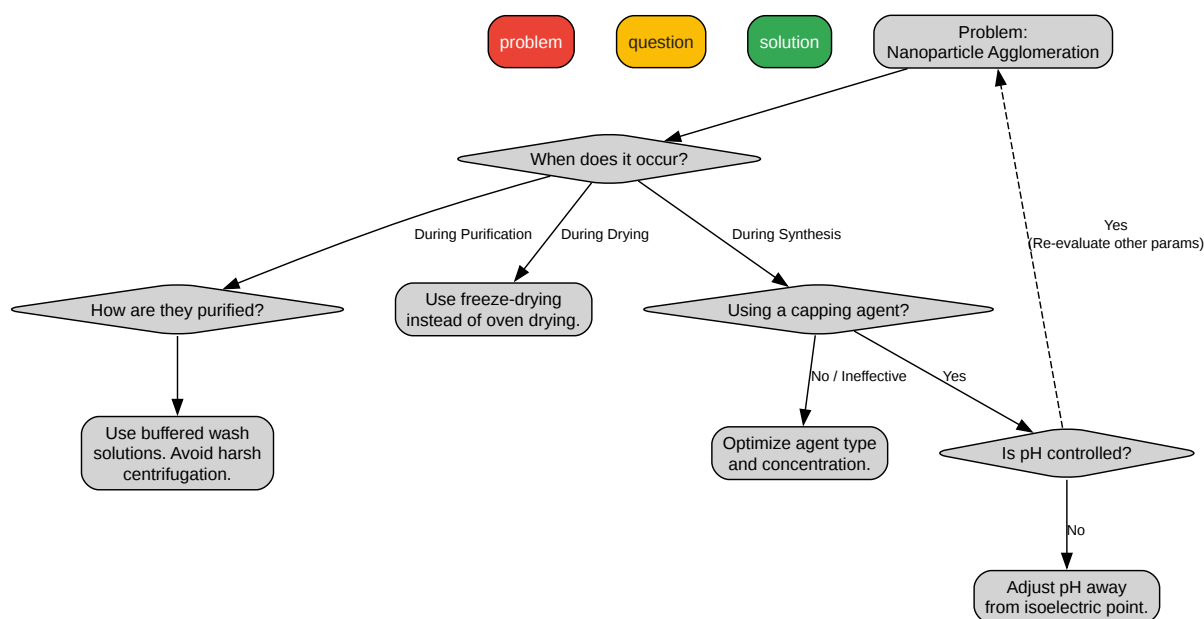 problem
question
solution
Problem:
Nanoparticle Agglomeration
When does it occur?
During Purification
During Drying
During Synthesis
Yes
(Re-evaluate other params)
How are they purified?
Use freeze-drying
instead of oven drying.
Using a capping agent?
No / Ineffective
Yes
Use buffered wash
solutions. Avoid harsh
centrifugation.
Optimize agent type
and concentration.
Is pH controlled?
No
Adjust pH away
from isoelectric point.